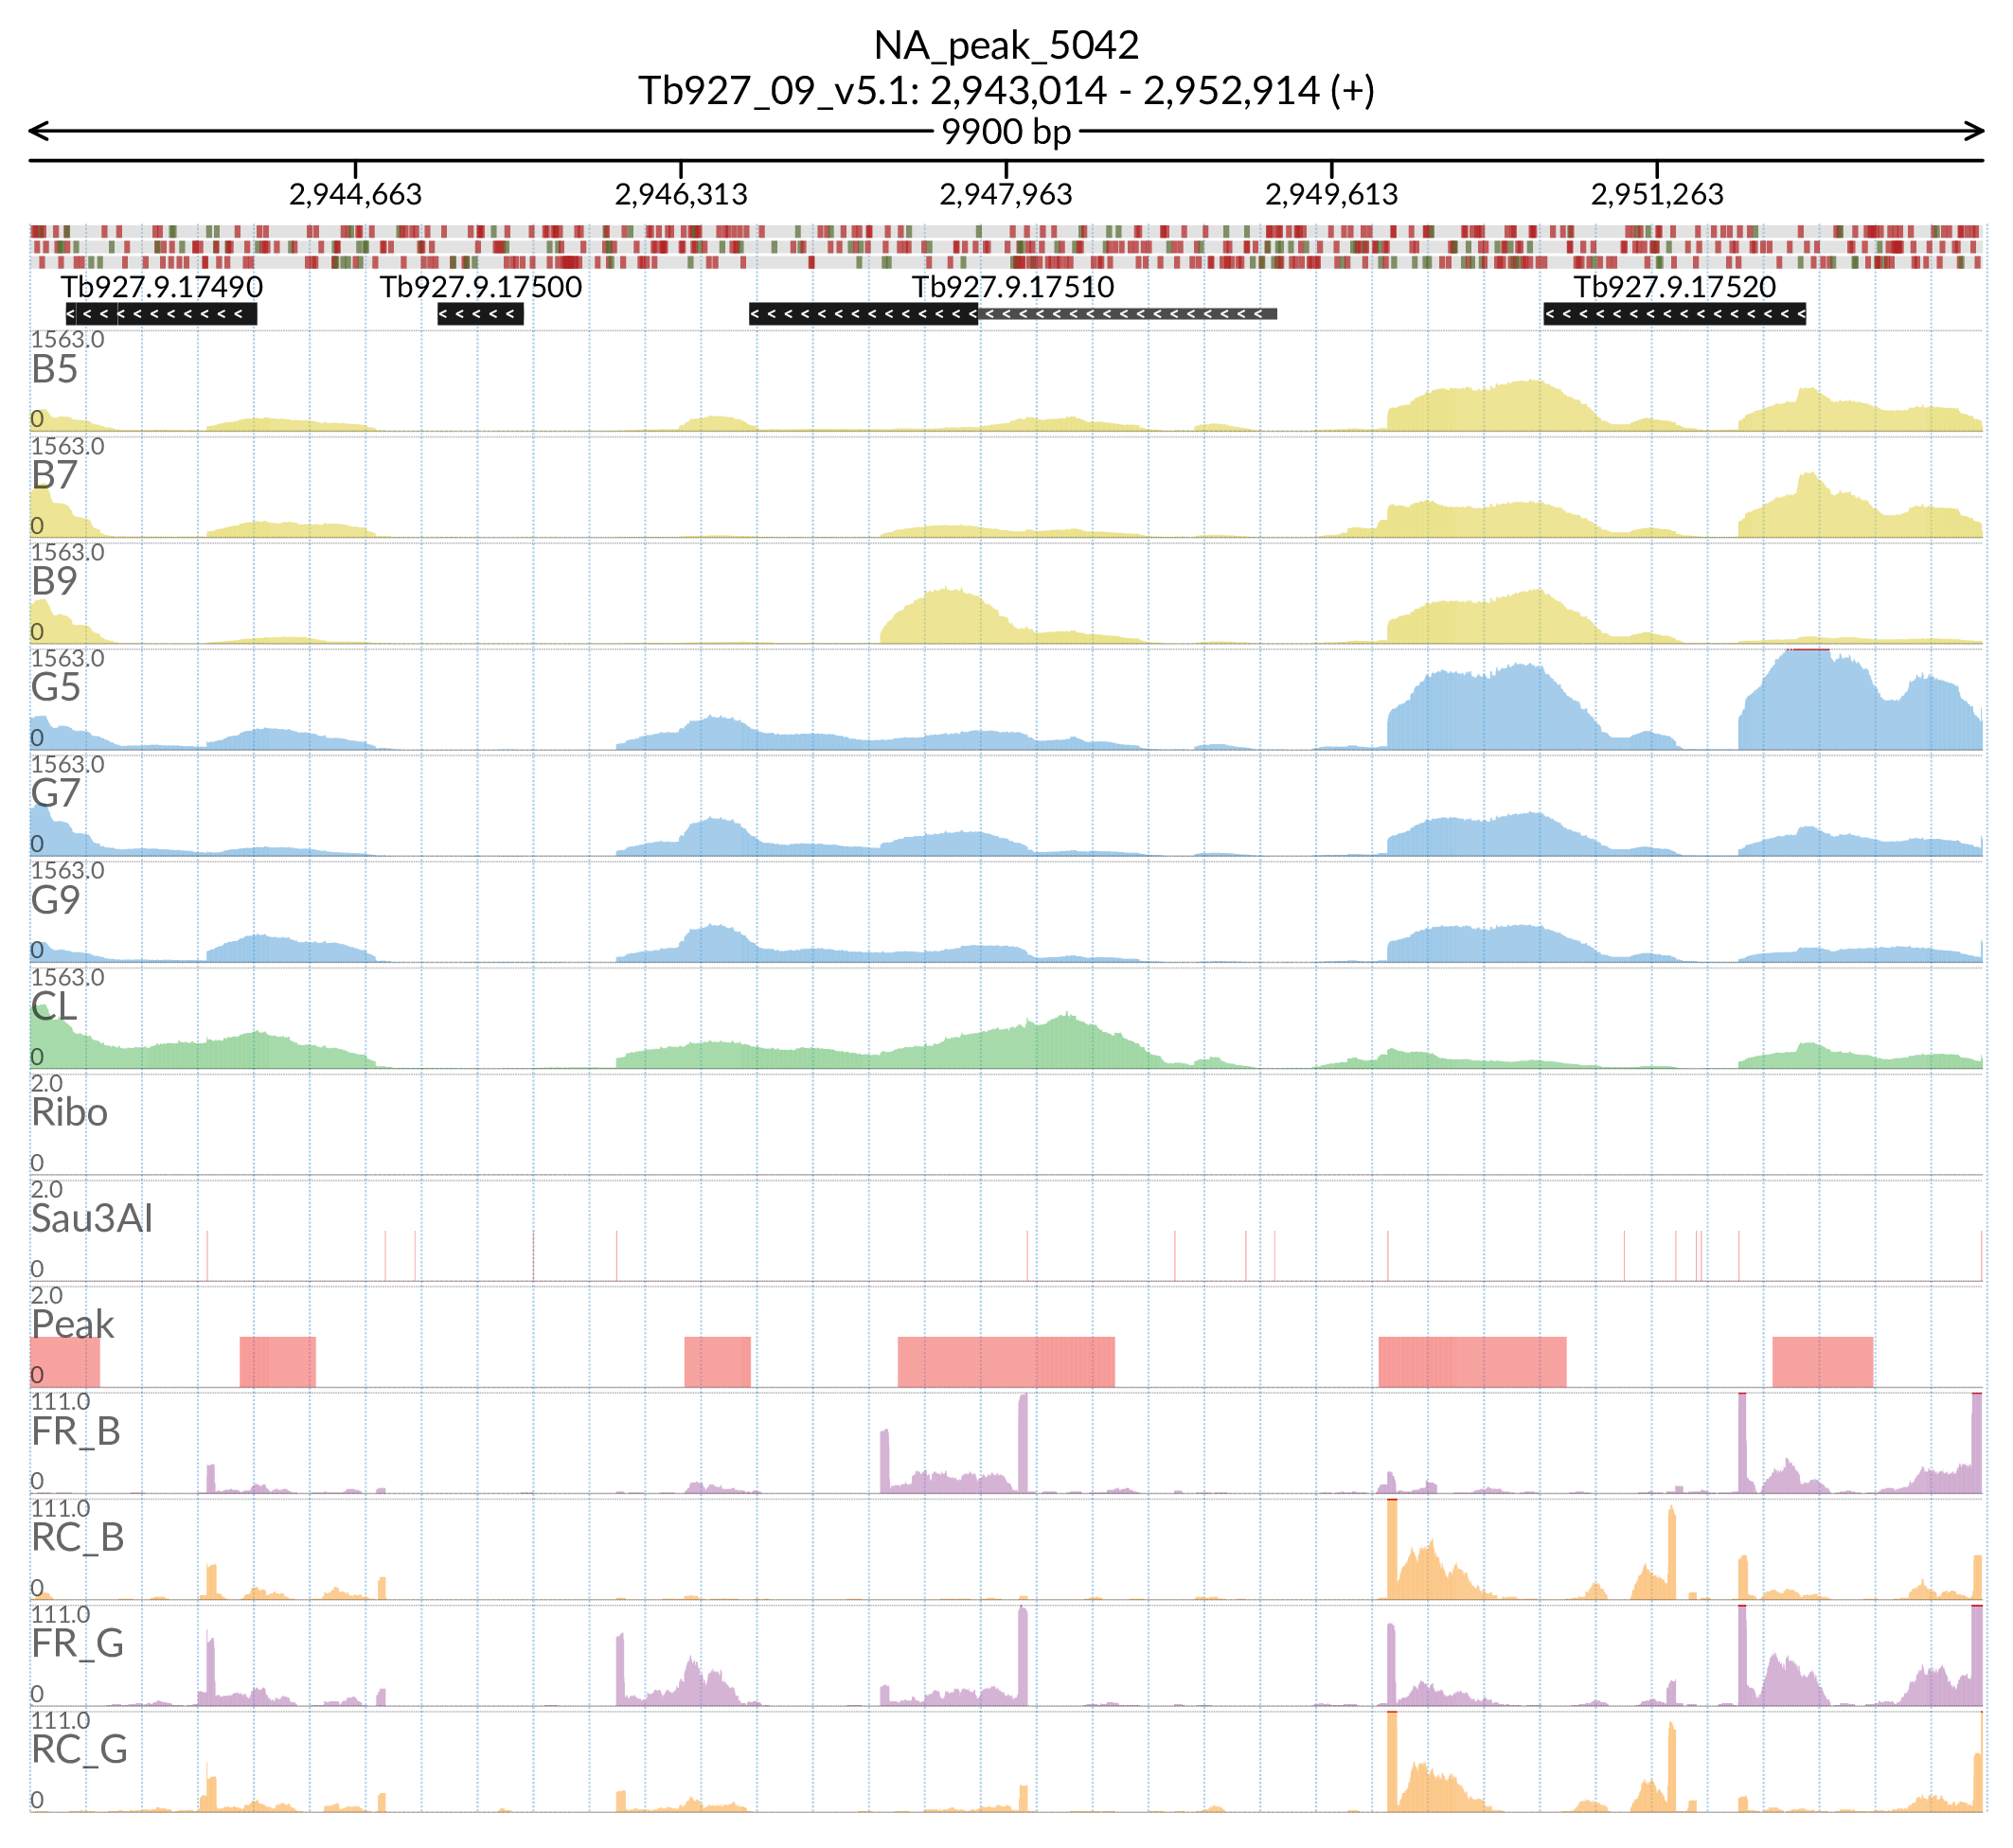 NA_peak_5042
Tb927_09_v5.1: 2,943,014 - 2,952,914 (+)
9900 bp
2,944,663 2,946,313 2,947,963 2,949,613 2,951,263
Tb927.9.17490 Tb927.9.17500 Tb927.9.17510 Tb927.9.17520
1563.0
B5
0
1563.0
B7
0
1563.0
B9
0
1563.0
G5
0
1563.0
G7
0
1563.0
G9
0
1563.0
CL
0
2.0
Ribo
0
2.0
Sau3AI
0
2.0
Peak
0
111.0
FR_B
0
111.0
RC_B
0
111.0
FR_G
0
111.0
RC_G
0